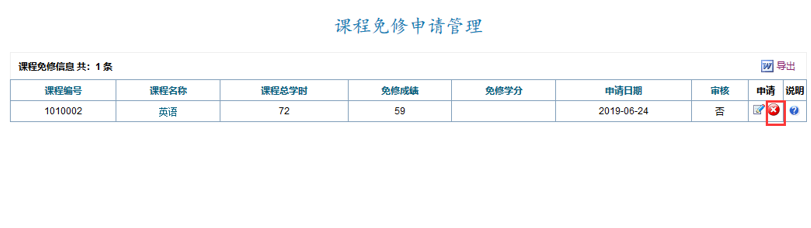 课程免修申请管理
课程免修信息 共: 1 条 导出
课程编号 课程名称 课程总学时 免修成绩 免修学分 申请日期 审核 申请 说明
1010002 英语 72 59 2019-06-24 否